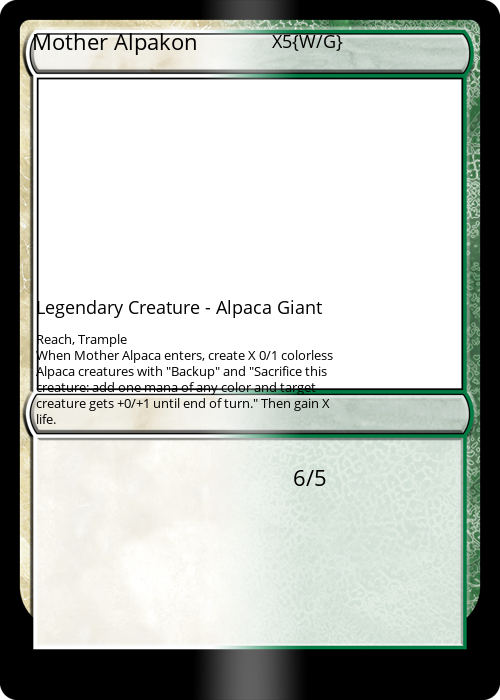 Mother Alpakon X5{W/G}
Legendary Creature - Alpaca Giant
Reach, Trample
When Mother Alpaca enters, create X 0/1 colorless
Alpaca creatures with "Backup" and "Sacrifice this
creature: add one mana of any color and target
creature gets +0/+1 until end of turn." Then gain X
life.
6/5